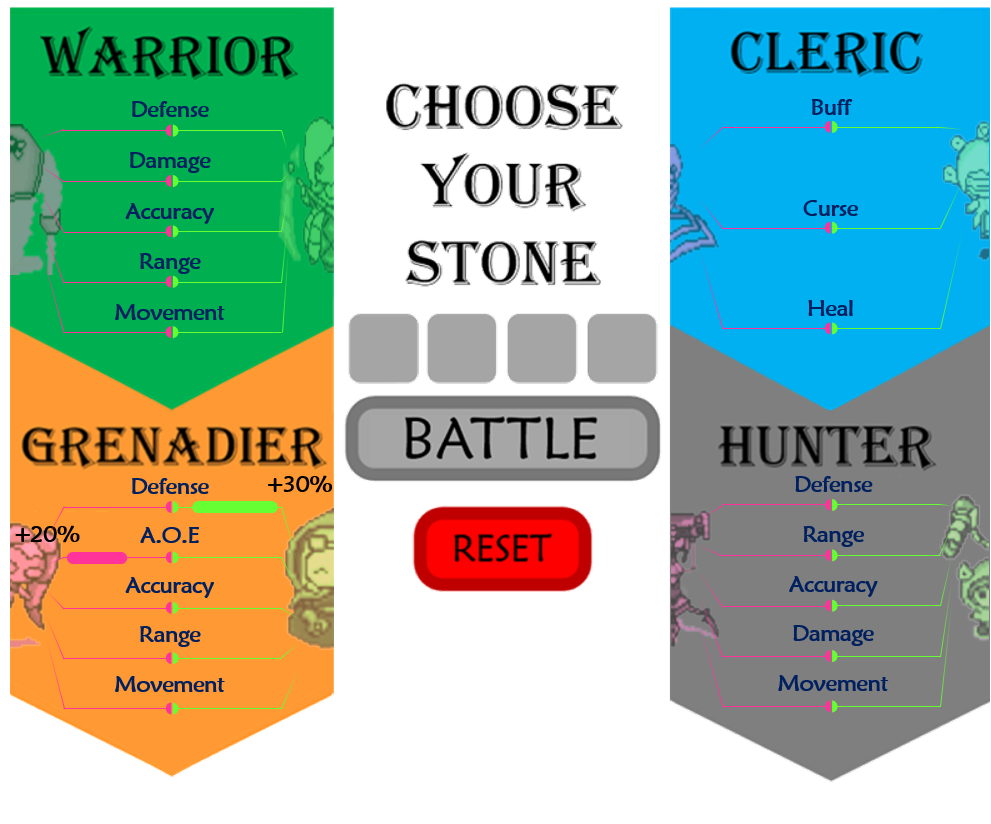 WARRIOR
Defense
Damage
Accuracy
Range
Movement
GRENADIER
Defense
+30%
+20%
A.O.E
Accuracy
Range
Movement
CHOOSE
YOUR
STONE
BATTLE
RESET
CLERIC
Buff
Curse
Heal
HUNTER
Defense
Range
Accuracy
Damage
Movement